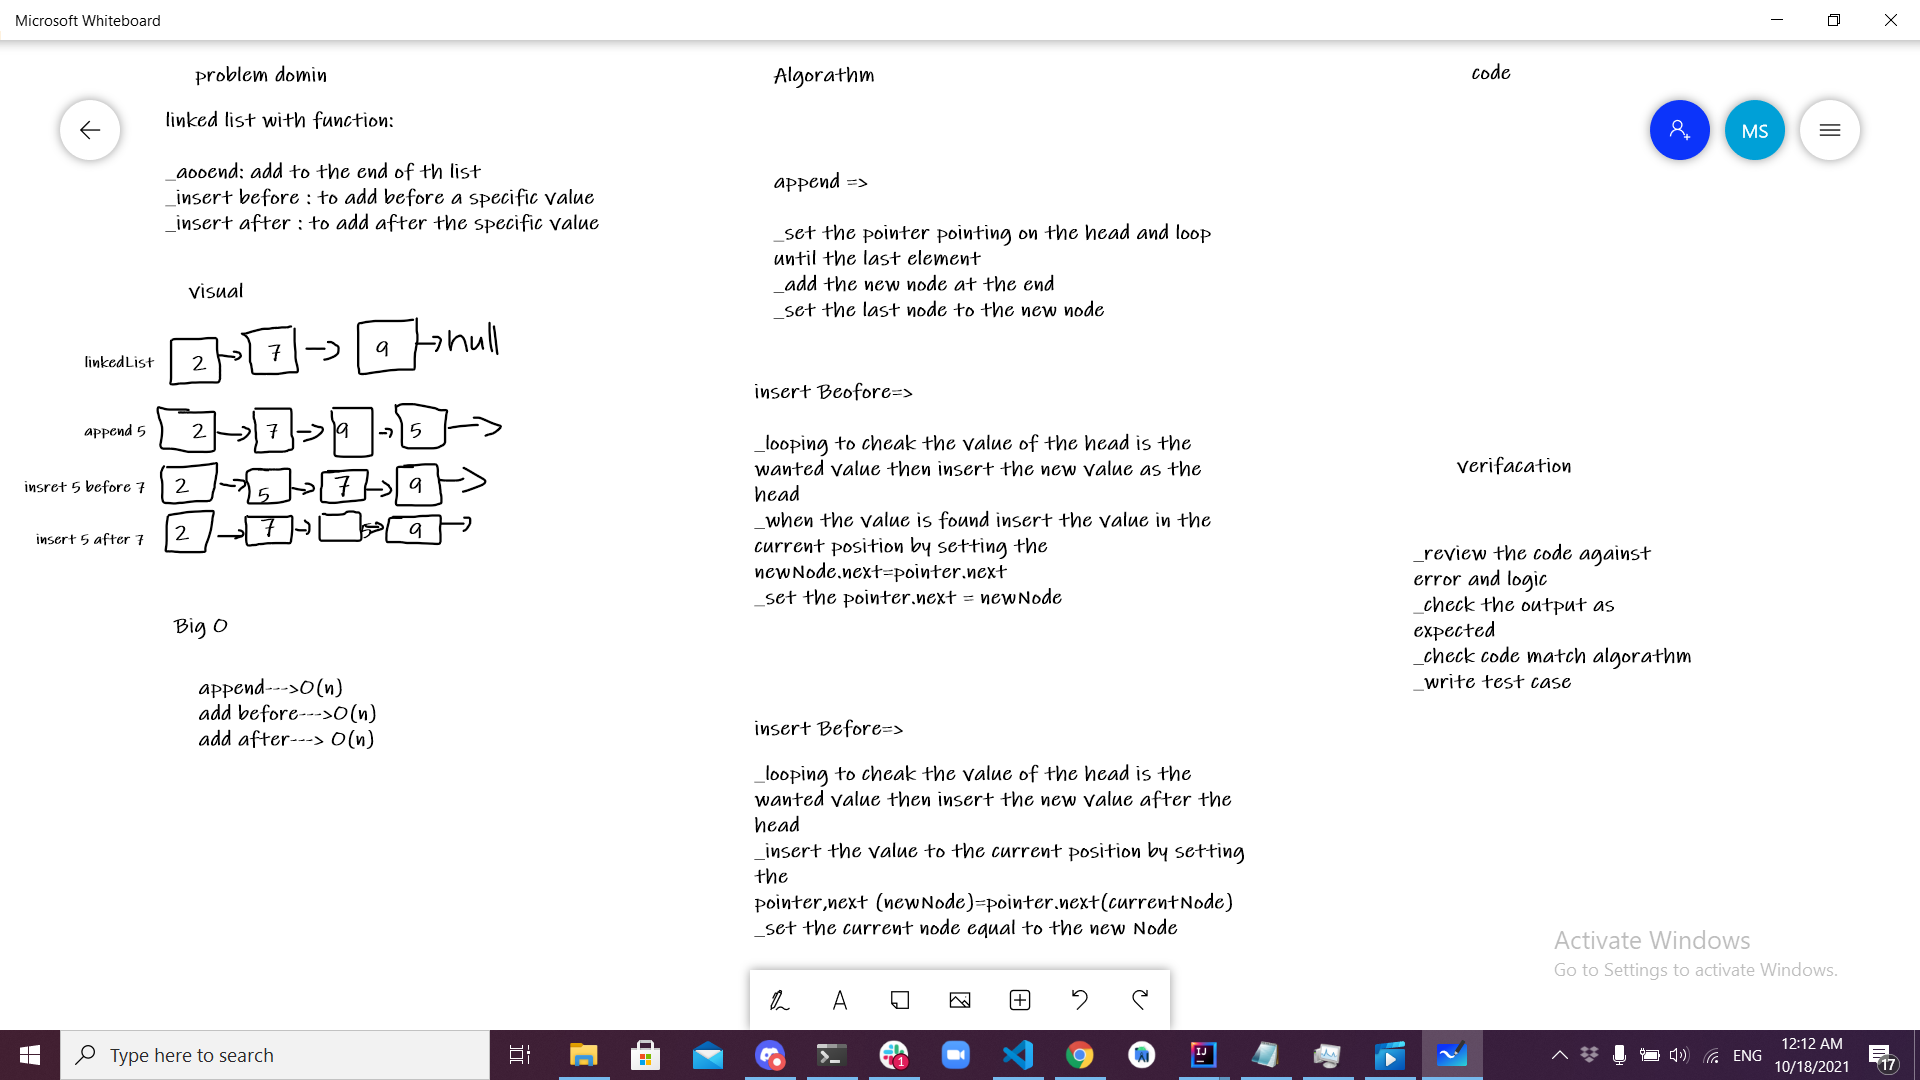 Microsoft Whiteboard
problem domin
linked list with function:
_aooend: add to the end of th list
_insert before : to add before a specific value
_insert after : to add after the specific value
visual
linkedList
2
7
9
null
append 5
2
7
9
5
insret 5 before 7
2
5
7
9
insert 5 after 7
2
7
5
9
Big O
append--->O(n)
add before--->O(n)
add after---> O(n)
Algorathm
append =>
_set the pointer pointing on the head and loop
until the last element
_add the new node at the end
_set the last node to the new node
insert Beofore=>
_looping to cheak the value of the head is the
wanted value then insert the new value as the
head
_when the value is found insert the value in the
current position by setting the
newNode.next=pointer.next
_set the pointer.next = newNode
insert Before=>
_looping to cheak the value of the head is the
wanted value then insert the new value after the
head
_insert the value to the current position by setting
the
pointer,next (newNode)=pointer.next(currentNode)
_set the current node equal to the new Node
code
MS
verifacation
_review the code against
error and logic
_check the output as
expected
_check code match algorathm
_write test case
Activate Windows
Go to Settings to activate Windows.
Type here to search
1
IJ
ENG
12:12 AM
10/18/2021
17